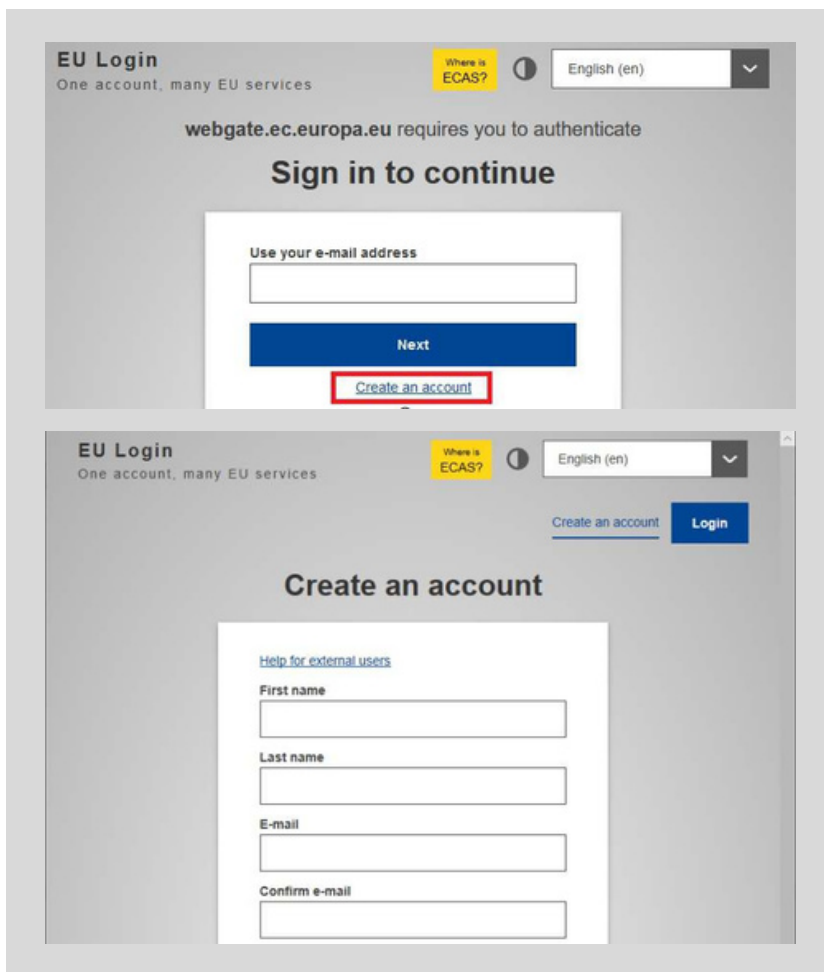 EU Login
One account, many EU services
Where is
ECAS?
English (en)
webgate.ec.europa.eu requires you to authenticate
Sign in to continue
Use your e-mail address
Next
Create an account
EU Login
One account, many EU services
Where is
ECAS?
English (en)
Create an account
Login
Create an account
Help for external users
First name
Last name
E-mail
Confirm e-mail